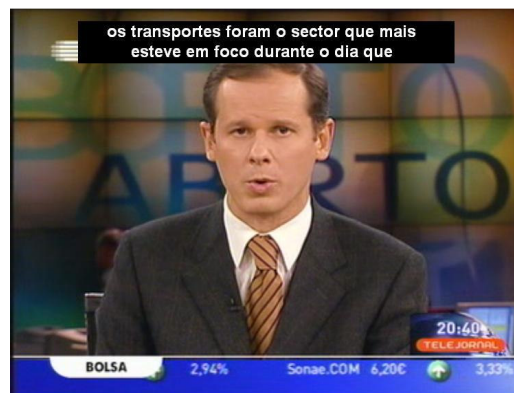 os transportes foram o sector que mais
esteve em foco durante o dia que
ABERTO
20:40
TELEJORNAL
BOLSA 2,94% Sonae.COM 6,20€ 3,33%